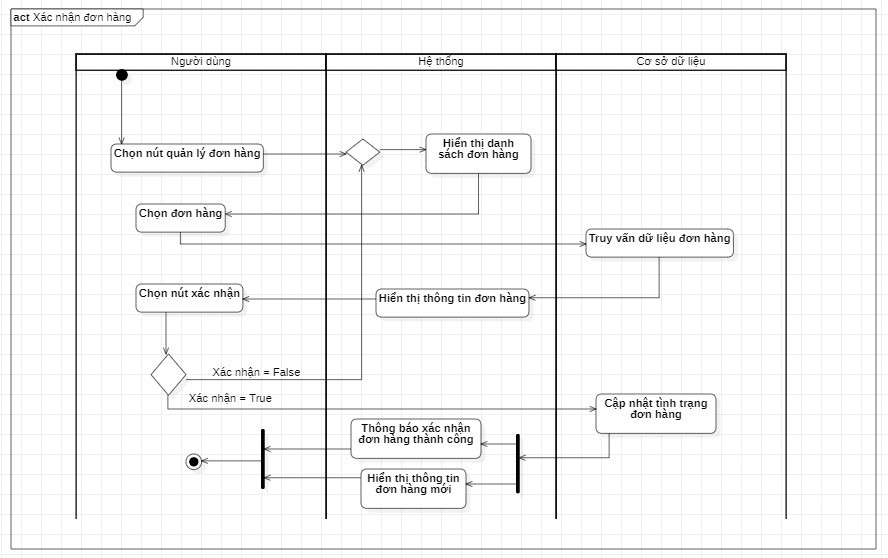 act Xác nhận đơn hàng
Người dùng
Hệ thống
Cơ sở dữ liệu
Chọn nút quản lý đơn hàng
Hiển thị danh
sách đơn hàng
Chọn đơn hàng
Truy vấn dữ liệu đơn hàng
Chọn nút xác nhận
Hiển thị thông tin đơn hàng
Xác nhận = False
Xác nhận = True
Cập nhật tình trạng
đơn hàng
Thông báo xác nhận
đơn hàng thành công
Hiển thị thông tin
đơn hàng mới